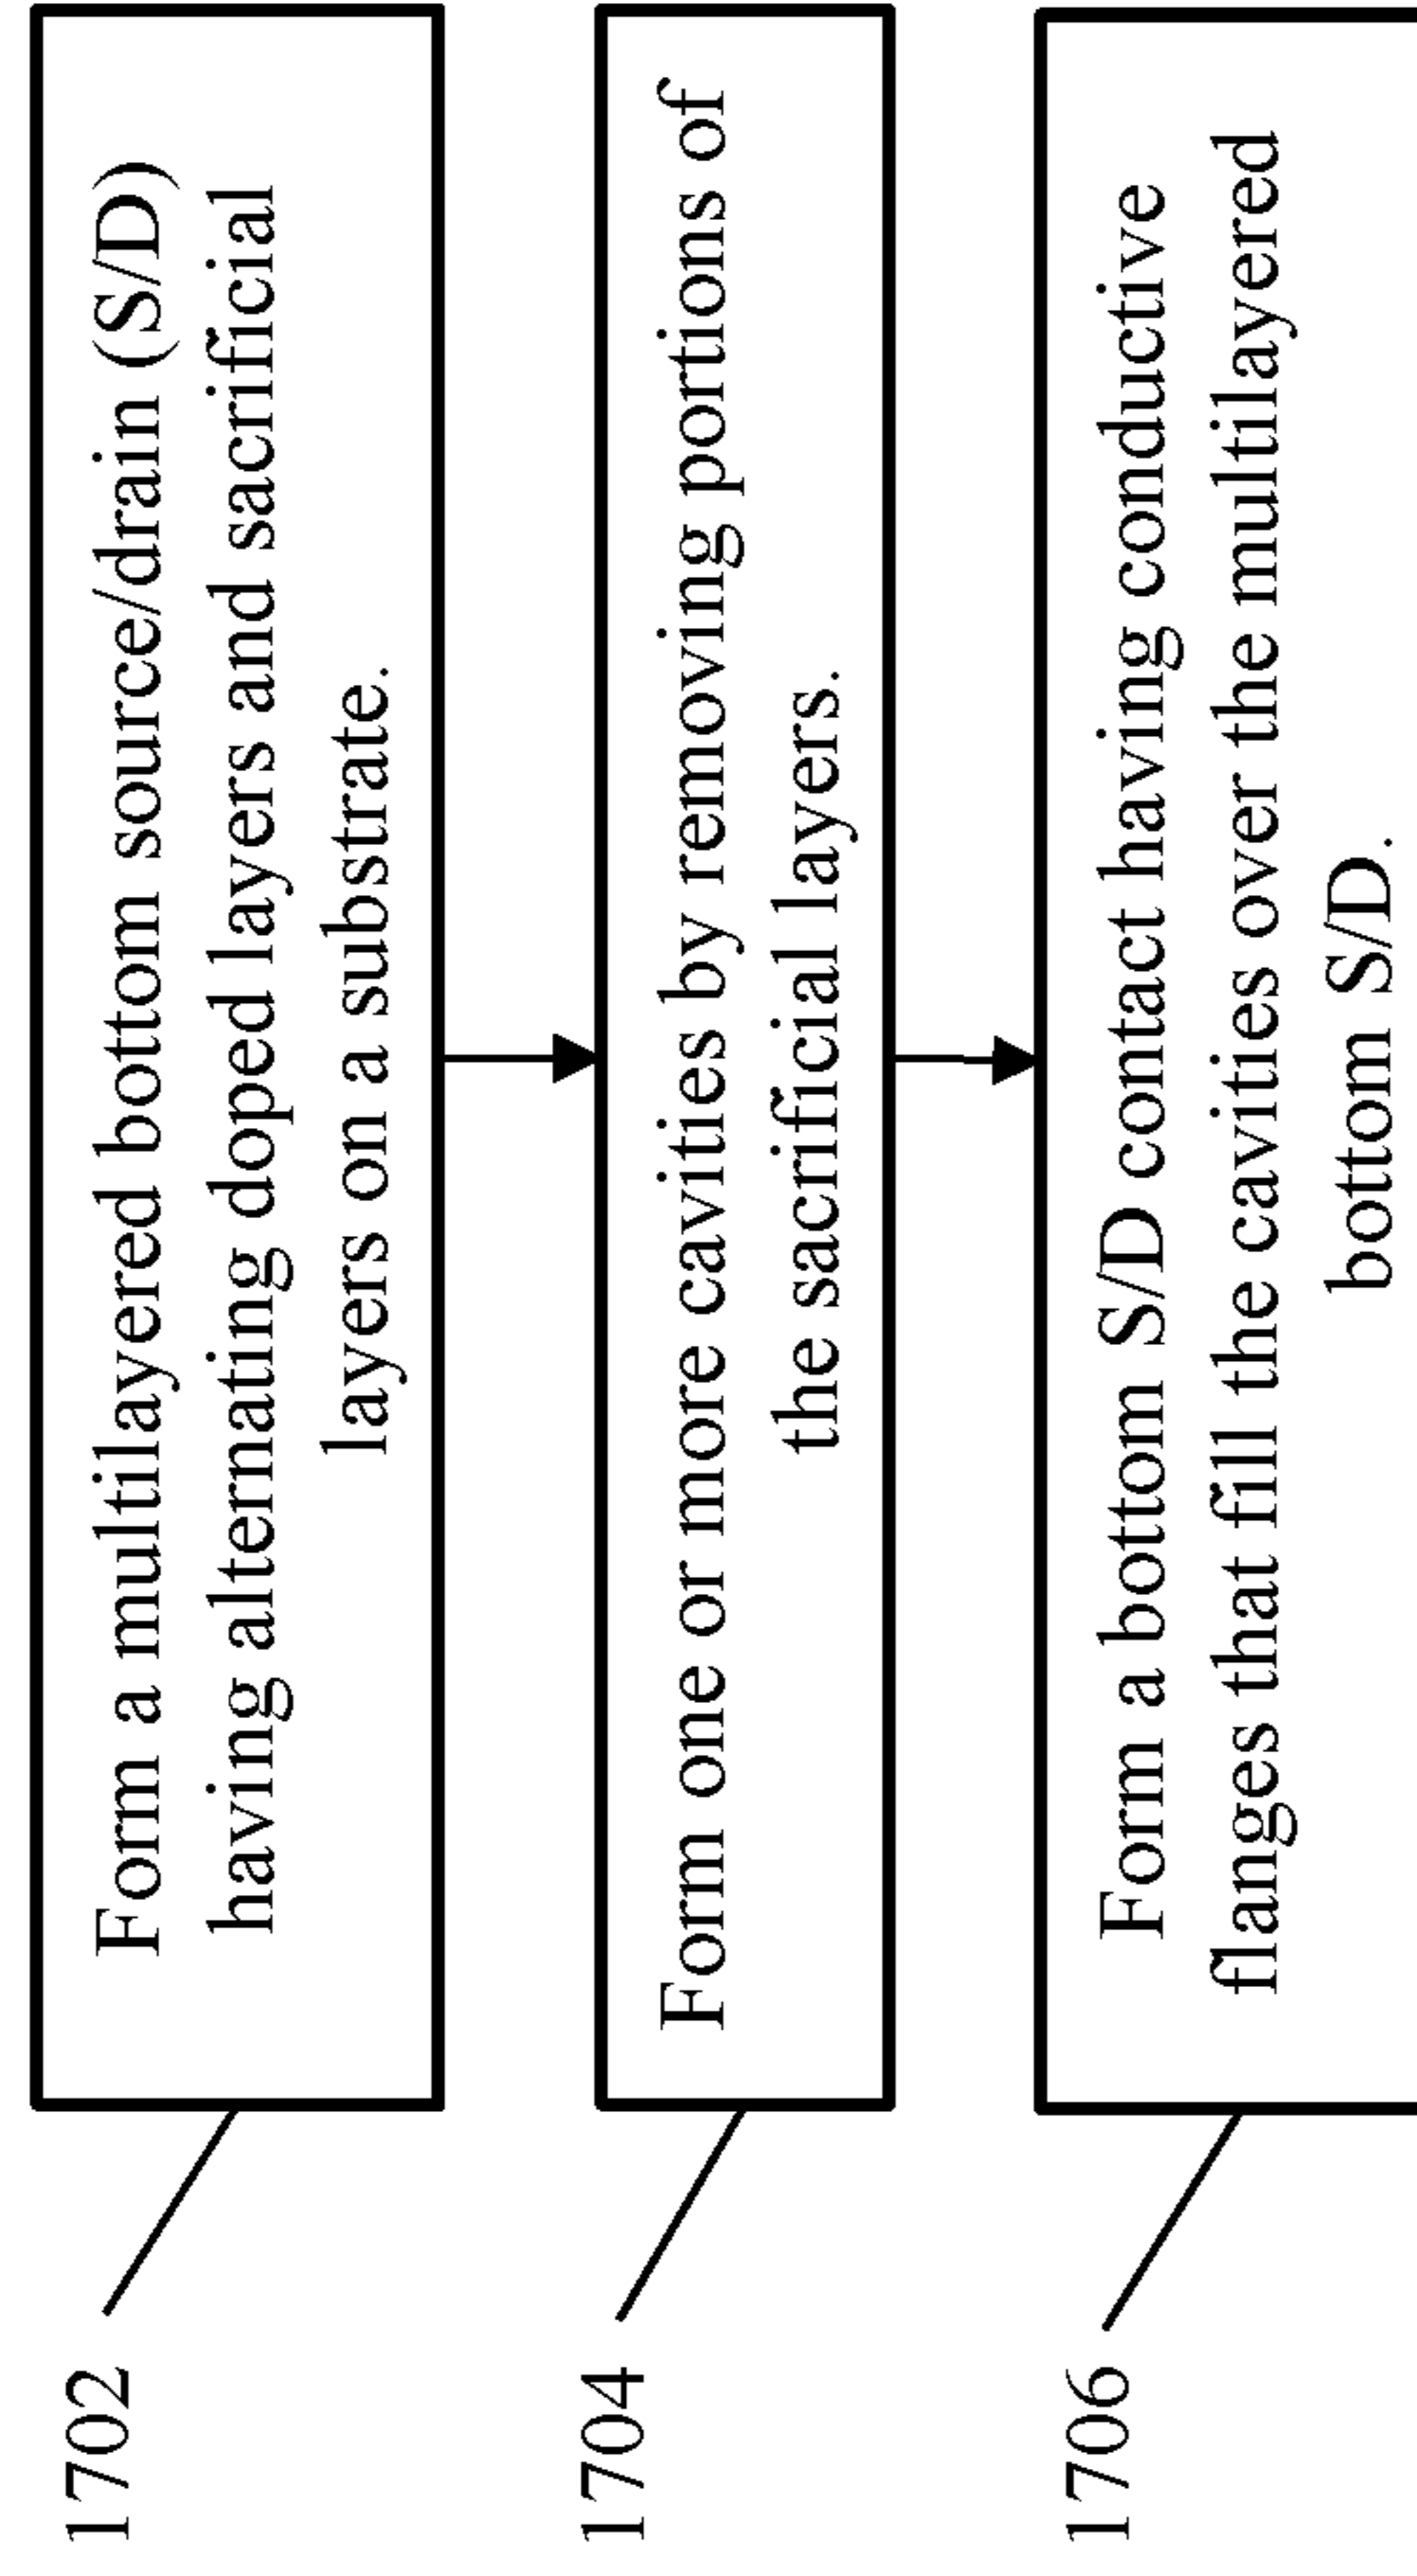 1702
Form a multilayered bottom source/drain (S/D)
having alternating doped layers and sacrificial
layers on a substrate.
1704
Form one or more cavities by removing portions of
the sacrificial layers.
1706
Form a bottom S/D contact having conductive
flanges that fill the cavities over the multilayered
bottom S/D.